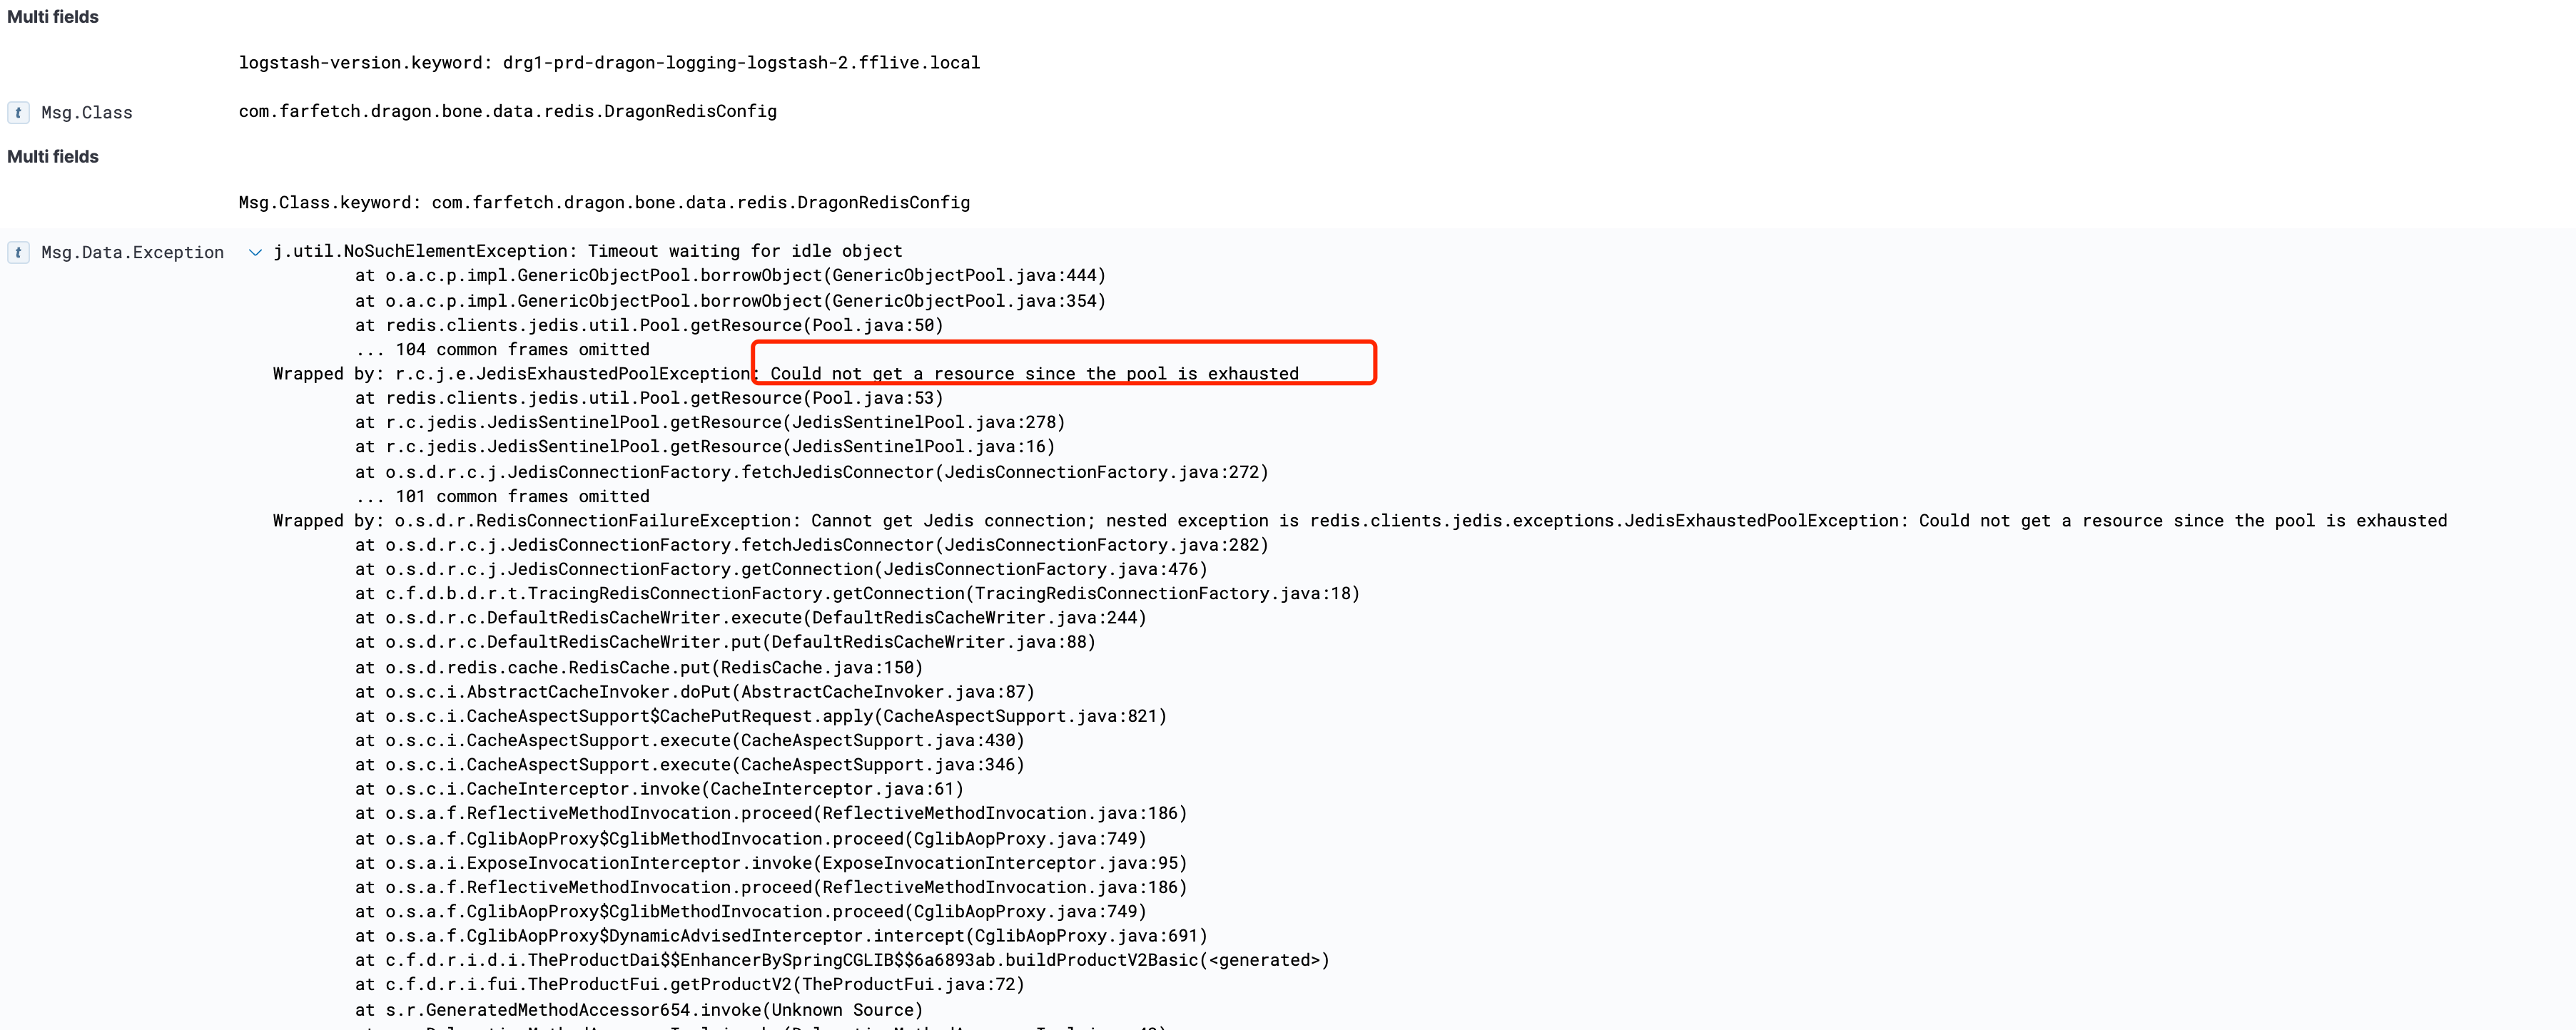 Multi fields
logstash-version.keyword: drg1-prd-dragon-logging-logstash-2.fflive.local
t Msg.Class com.farfetch.dragon.bone.data.redis.DragonRedisConfig
Multi fields
Msg.Class.keyword: com.farfetch.dragon.bone.data.redis.DragonRedisConfig
t Msg.Data.Exception j.util.NoSuchElementException: Timeout waiting for idle object
at o.a.c.p.impl.GenericObjectPool.borrowObject(GenericObjectPool.java:444)
at o.a.c.p.impl.GenericObjectPool.borrowObject(GenericObjectPool.java:354)
at redis.clients.jedis.util.Pool.getResource(Pool.java:50)
... 104 common frames omitted
Wrapped by: r.c.j.e.JedisExhaustedPoolException: Could not get a resource since the pool is exhausted
at redis.clients.jedis.util.Pool.getResource(Pool.java:53)
at r.c.jedis.JedisSentinelPool.getResource(JedisSentinelPool.java:278)
at r.c.jedis.JedisSentinelPool.getResource(JedisSentinelPool.java:16)
at o.s.d.r.c.j.JedisConnectionFactory.fetchJedisConnector(JedisConnectionFactory.java:272)
... 101 common frames omitted
Wrapped by: o.s.d.r.RedisConnectionFailureException: Cannot get Jedis connection; nested exception is redis.clients.jedis.exceptions.JedisExhaustedPoolException: Could not get a resource since the pool is exhausted
at o.s.d.r.c.j.JedisConnectionFactory.fetchJedisConnector(JedisConnectionFactory.java:282)
at o.s.d.r.c.j.JedisConnectionFactory.getConnection(JedisConnectionFactory.java:476)
at c.f.d.b.d.r.t.TracingRedisConnectionFactory.getConnection(TracingRedisConnectionFactory.java:18)
at o.s.d.r.c.DefaultRedisCacheWriter.execute(DefaultRedisCacheWriter.java:244)
at o.s.d.r.c.DefaultRedisCacheWriter.put(DefaultRedisCacheWriter.java:88)
at o.s.d.redis.cache.RedisCache.put(RedisCache.java:150)
at o.s.c.i.AbstractCacheInvoker.doPut(AbstractCacheInvoker.java:87)
at o.s.c.i.CacheAspectSupport$CachePutRequest.apply(CacheAspectSupport.java:821)
at o.s.c.i.CacheAspectSupport.execute(CacheAspectSupport.java:430)
at o.s.c.i.CacheAspectSupport.execute(CacheAspectSupport.java:346)
at o.s.c.i.CacheInterceptor.invoke(CacheInterceptor.java:61)
at o.s.a.f.ReflectiveMethodInvocation.proceed(ReflectiveMethodInvocation.java:186)
at o.s.a.f.CglibAopProxy$CglibMethodInvocation.proceed(CglibAopProxy.java:749)
at o.s.a.i.ExposeInvocationInterceptor.invoke(ExposeInvocationInterceptor.java:95)
at o.s.a.f.ReflectiveMethodInvocation.proceed(ReflectiveMethodInvocation.java:186)
at o.s.a.f.CglibAopProxy$CglibMethodInvocation.proceed(CglibAopProxy.java:749)
at o.s.a.f.CglibAopProxy$DynamicAdvisedInterceptor.intercept(CglibAopProxy.java:691)
at c.f.d.r.i.d.i.TheProductDai$$EnhancerBySpringCGLIB$$6a6893ab.buildProductV2Basic(<generated>)
at c.f.d.r.i.fui.TheProductFui.getProductV2(TheProductFui.java:72)
at s.r.GeneratedMethodAccessor654.invoke(Unknown Source)